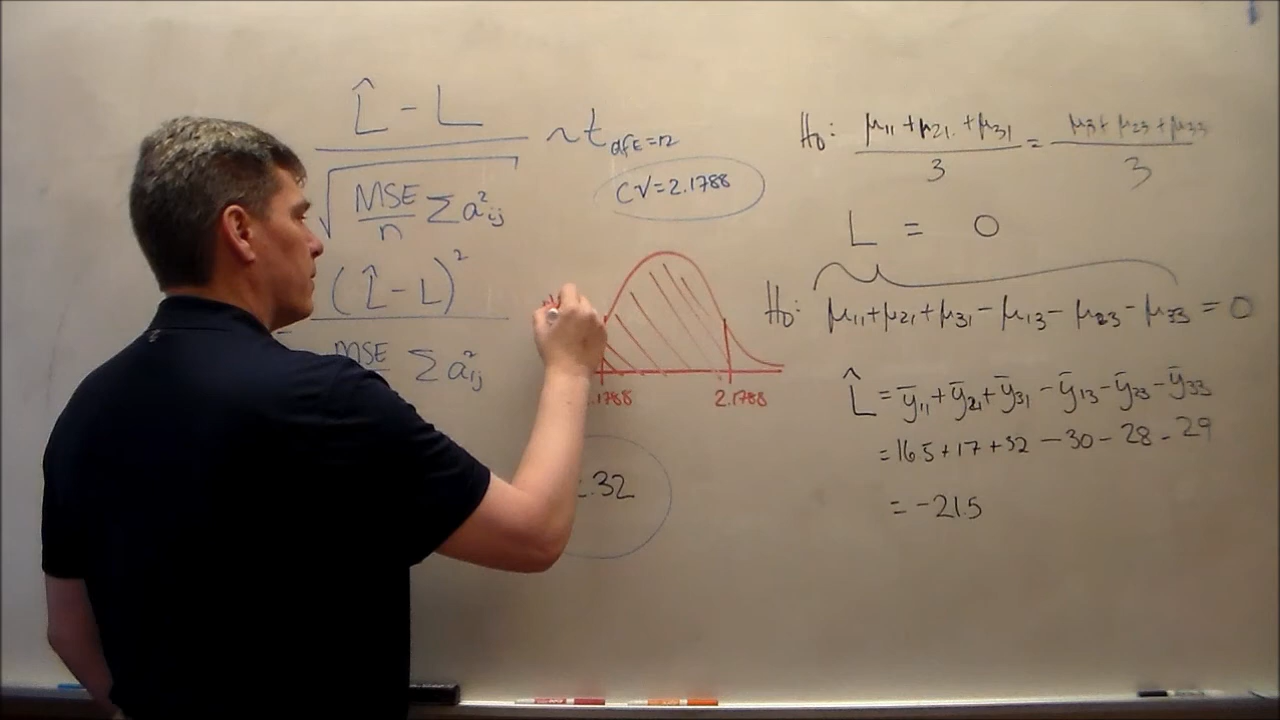 L̂ - L
√ MSE/n Σ a²ij
~ t dfE=12
CV=2.1788
(L̂ - L)²
MSE Σ a²ij
.1788 2.1788
.32
H₀: μ11 + μ21 + μ31 / 3 = μ13 + μ23 + μ33 / 3
L = 0
H₀: μ11+μ21+μ31-μ13-μ23-μ33 = 0
L̂ = ȳ11+ȳ21+ȳ31-ȳ13-ȳ23-ȳ33
= 16.5+17+32-30-28-29
= -21.5